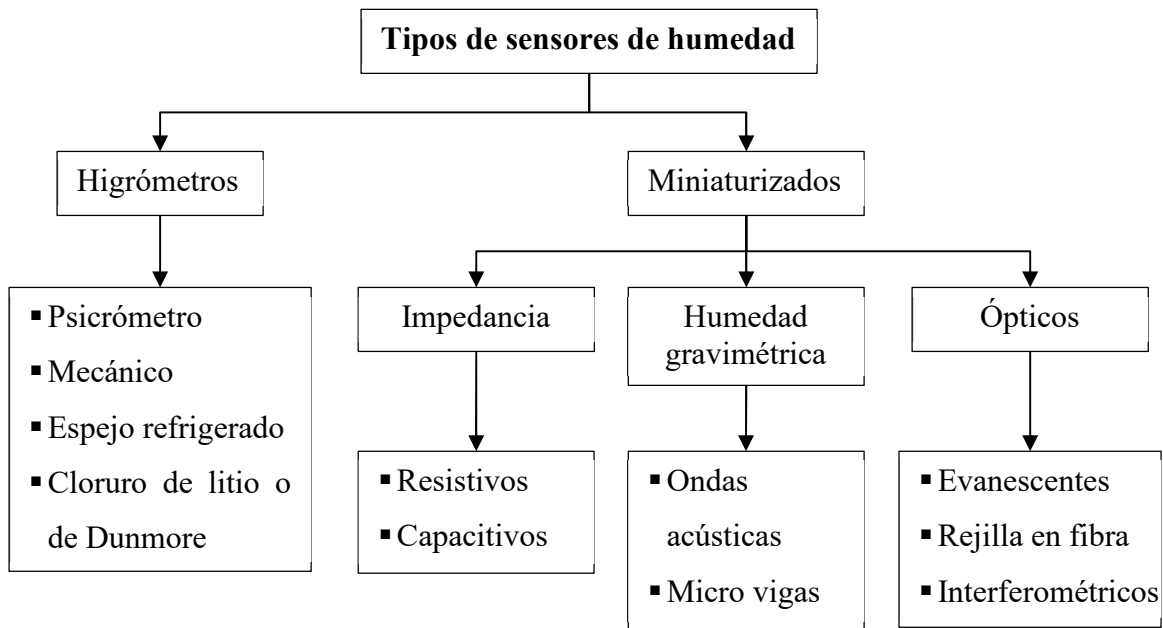 Tipos de sensores de humedad
Higrómetros
Miniaturizados
▪ Psicrómetro
▪ Mecánico
▪ Espejo refrigerado
▪ Cloruro de litio o
de Dunmore
Impedancia
Humedad
gravimétrica
Ópticos
▪ Resistivos
▪ Capacitivos
▪ Ondas
acústicas
▪ Micro vigas
▪ Evanescentes
▪ Rejilla en fibra
▪ Interferométricos